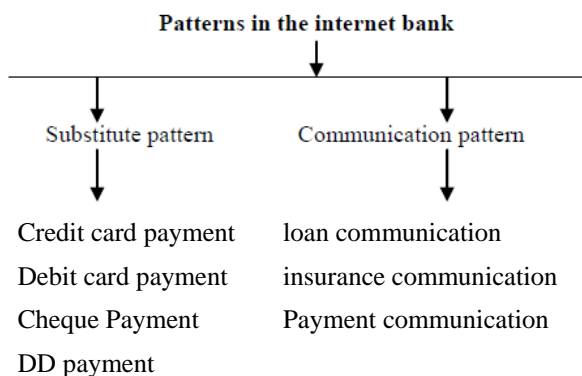 Patterns in the internet bank
Substitute pattern
Communication pattern
Credit card payment
Debit card payment
Cheque Payment
DD payment
loan communication
insurance communication
Payment communication